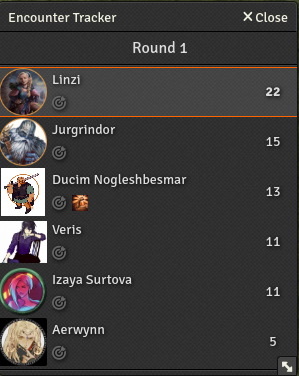 Encounter Tracker
Close
Round 1
Linzi
22
Jurgrindor
15
Ducim Nogleshbesmar
13
Veris
11
Izaya Surtova
11
Aerwynn
5